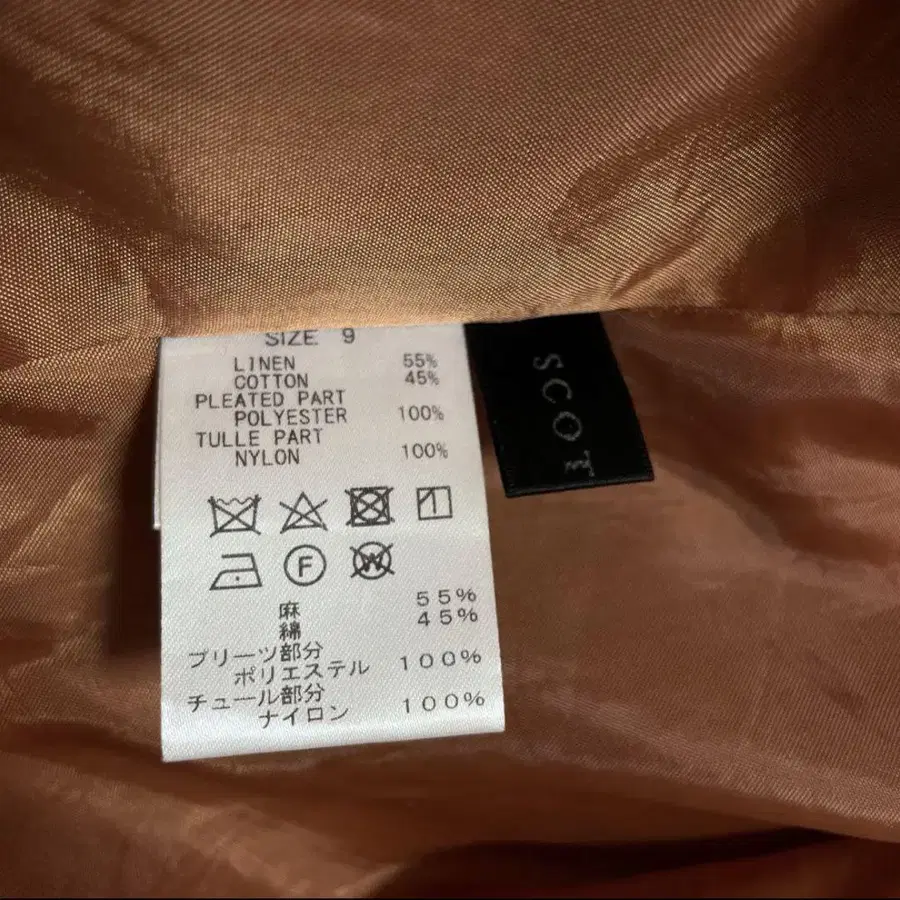 SIZE 9
LINEN 55%
COTTON 45%
PLEATED PART
POLYESTER 100%
TULLE PART
NYLON 100%
F
W
麻 55%
綿 45%
プリーツ部分
ポリエステル 100%
チュール部分
ナイロン 100%
SCOT